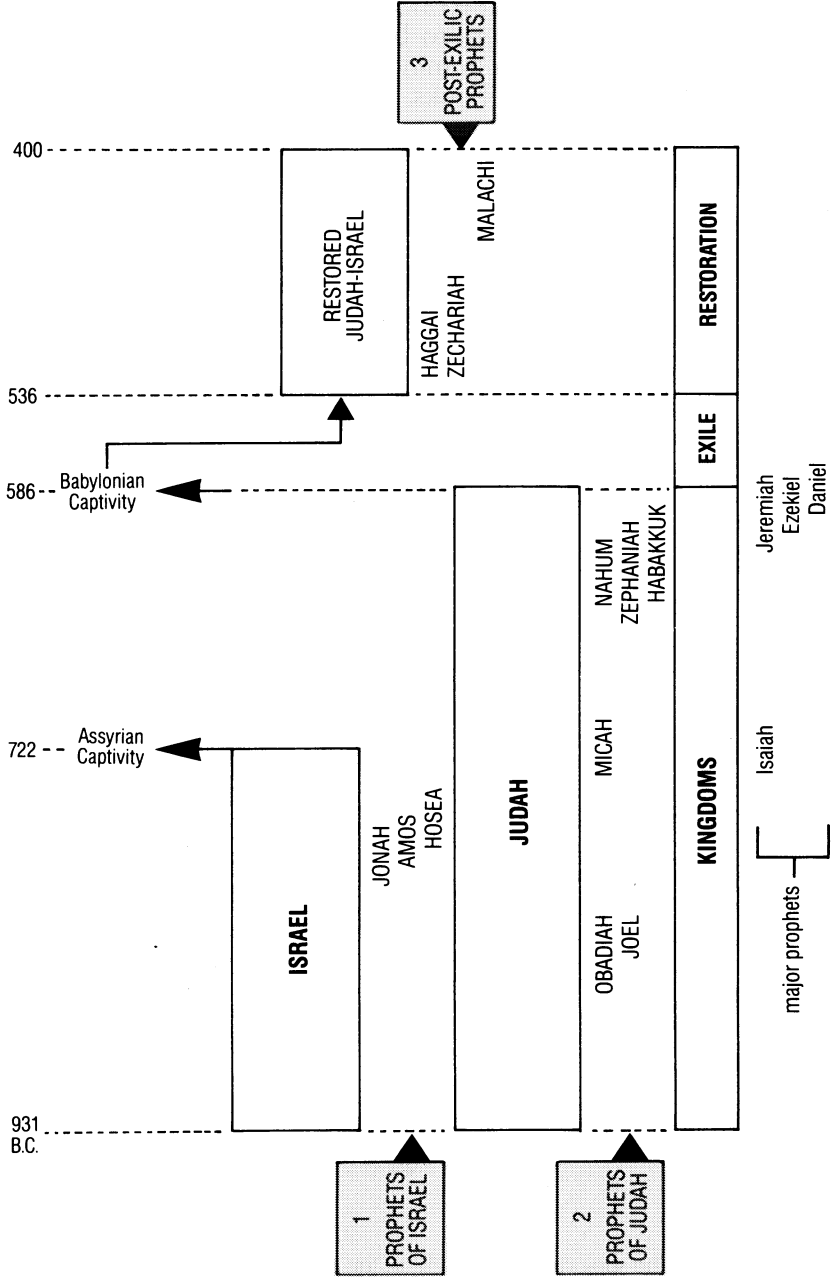 931
B.C.
722
586
536
400
Assyrian
Captivity
Babylonian
Captivity
ISRAEL
RESTORED
JUDAH-ISRAEL
1
PROPHETS
OF ISRAEL
JONAH
AMOS
HOSEA
HAGGAI
ZECHARIAH
MALACHI
3
POST-EXILIC
PROPHETS
JUDAH
2
PROPHETS
OF JUDAH
OBADIAH
JOEL
MICAH
NAHUM
ZEPHANIAH
HABAKKUK
KINGDOMS
EXILE
RESTORATION
major prophets
Isaiah
Jeremiah
Ezekiel
Daniel